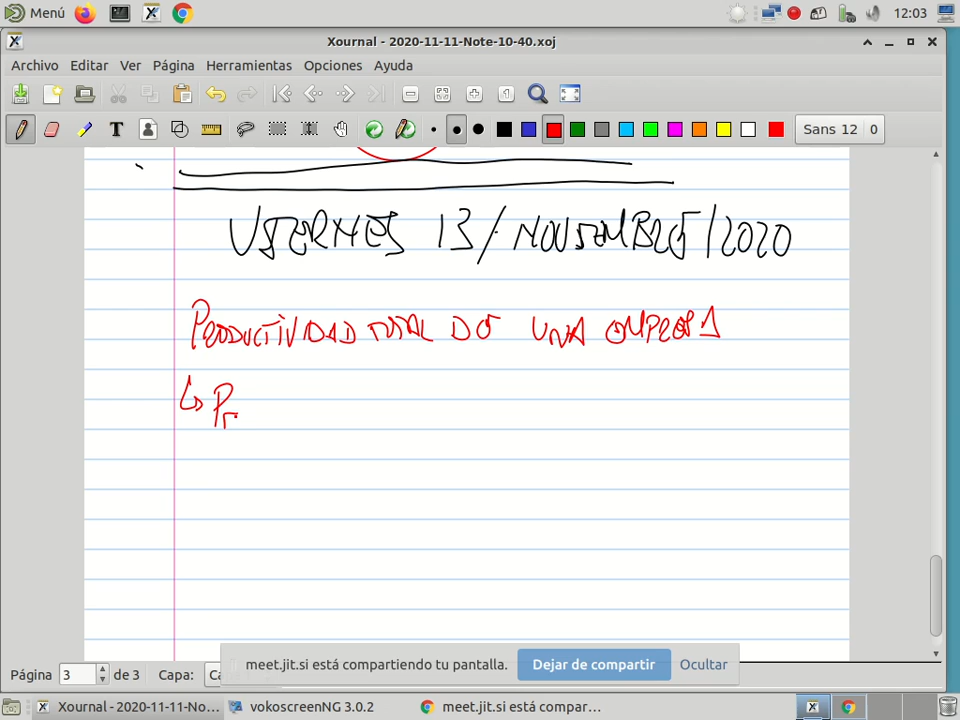 Menú
12:03
Xournal - 2020-11-11-Note-10-40.xoj
Archivo Editar Ver Página Herramientas Opciones Ayuda
Sans 12 0
VIERNES 13/NOVIEMBRE/2020
PRODUCTIVIDAD TOTAL DE UNA EMPRESA
↳ Pr
Página 3 de 3 Capa: Ca
meet.jit.si está compartiendo tu pantalla. Dejar de compartir Ocultar
Xournal - 2020-11-11-No... vokoscreenNG 3.0.2 meet.jit.si está compar...